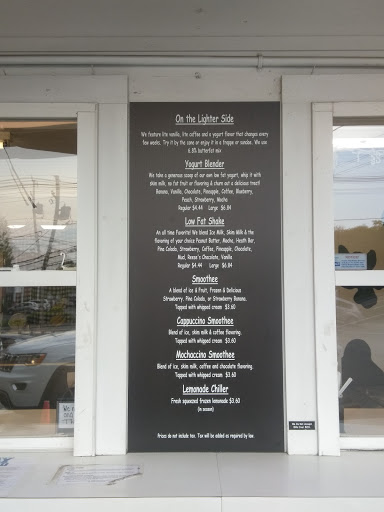 On the Lighter Side
We feature lite vanilla, lite coffee and a yogurt flavor that changes every
few weeks. Try it by the cone or enjoy it in a frappe or sundae. We use
6.8% butterfat mix
Yogurt Blender
We take a generous scoop of our own low fat yogurt, whip it with
skim milk, no fat fruit or flavoring & churn out a delicious treat!
Banana, Vanilla, Chocolate, Pineapple, Coffee, Blueberry,
Peach, Strawberry, Mocha
Regular $4.44 Large $6.84
Low Fat Shake
An all time Favorite! We blend Ice Milk, Skim Milk & the
flavoring of your choice Peanut Butter, Mocha, Heath Bar,
Pina Colada, Strawberry, Coffee, Pineapple, Chocolate,
Mud, Reese's Chocolate, Vanilla
Regular $4.44 Large $6.84
Smoothee
A blend of ice & Fruit, Frozen & Delicious
Strawberry, Pina Colada, or Strawberry Banana.
Topped with whipped cream $3.60
Cappuccino Smoothee
Blend of ice, skim milk & coffee flavoring.
Topped with whipped cream $3.60
Mochaccino Smoothee
Blend of, ice, skim milk, coffee and chocolate flavoring.
Topped with whipped cream $3.60
Lemonade Chiller
Fresh squeezed frozen lemonade $3.60
(in season)
Prices do not include tax. Tax will be added as required by law.